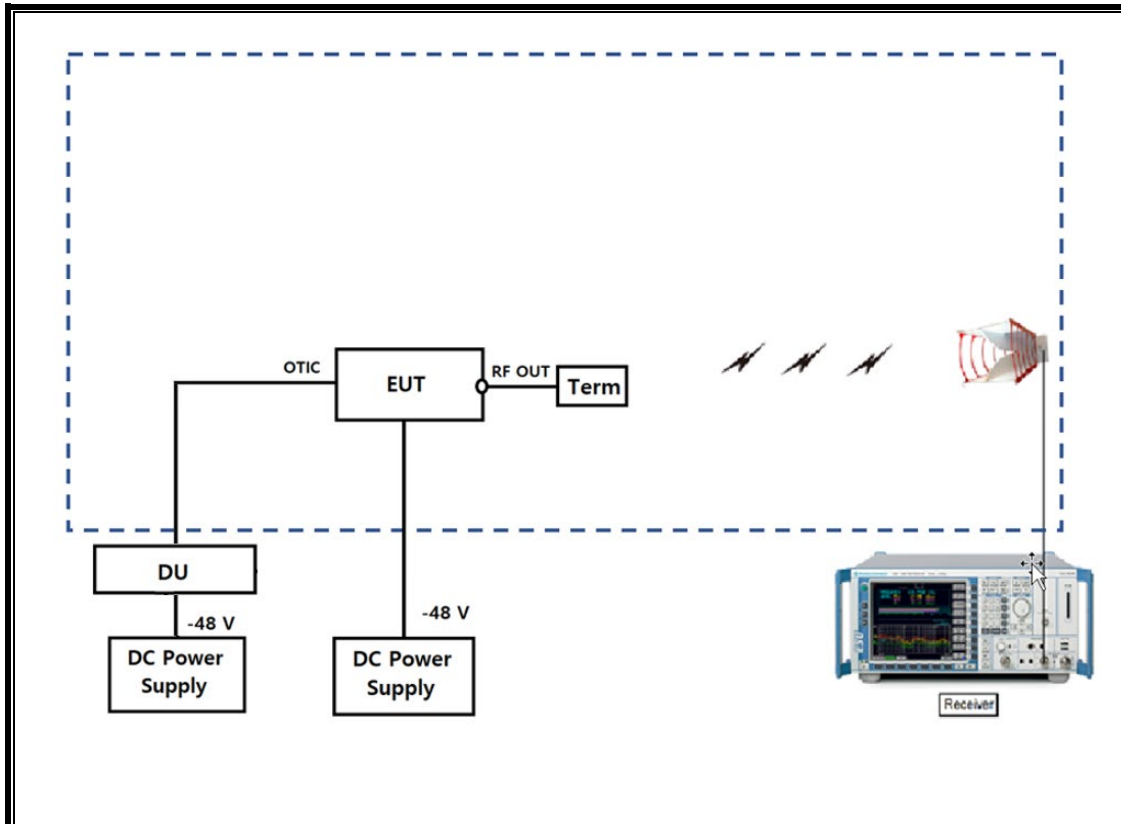 OTIC
EUT
RF OUT
Term
DU
-48 V
-48 V
DC Power
Supply
DC Power
Supply
Receiver